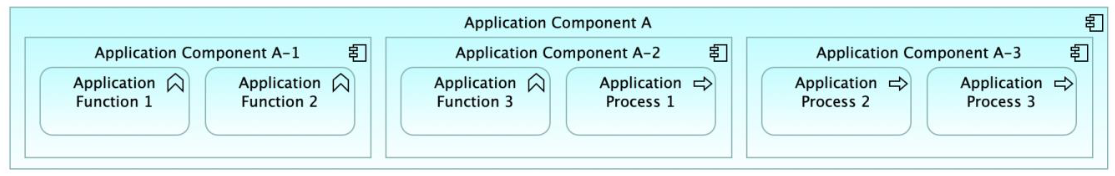 Application Component A
Application Component A-1
Application Component A-2
Application Component A-3
Application
Function 1
Application
Function 2
Application
Function 3
Application
Process 1
Application
Process 2
Application
Process 3